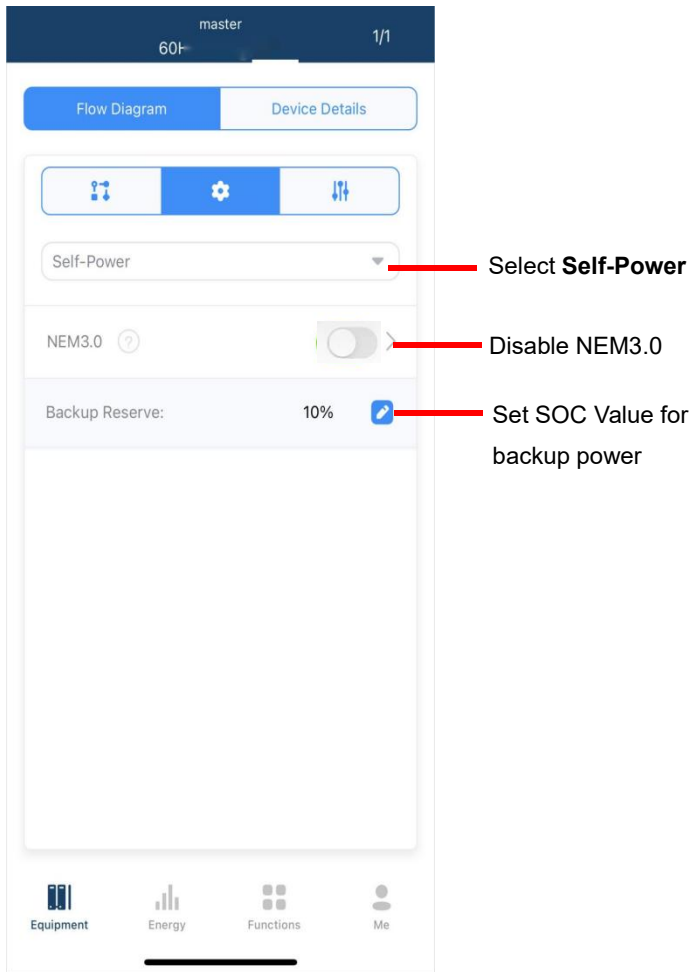 master
60H
1/1
Flow Diagram
Device Details
Self-Power
Select Self-Power
NEM3.0 ?
Disable NEM3.0
Backup Reserve:
10%
Set SOC Value for
backup power
Equipment
Energy
Functions
Me